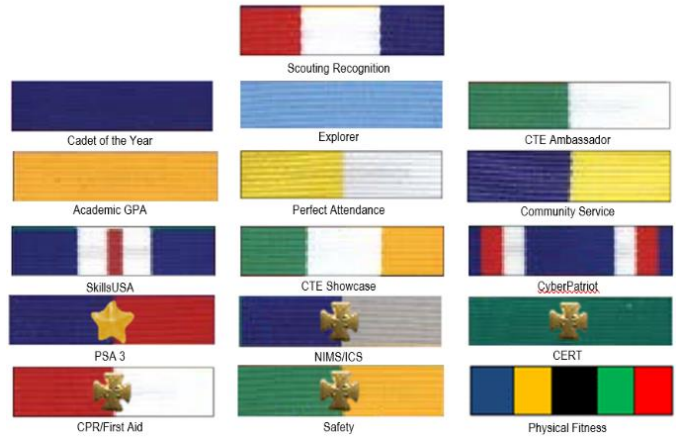 Scouting Recognition
Cadet of the Year
Explorer
CTE Ambassador
Academic GPA
Perfect Attendance
Community Service
SkillsUSA
CTE Showcase
CyberPatriot
PSA 3
NIMS/ICS
CERT
CPR/First Aid
Safety
Physical Fitness